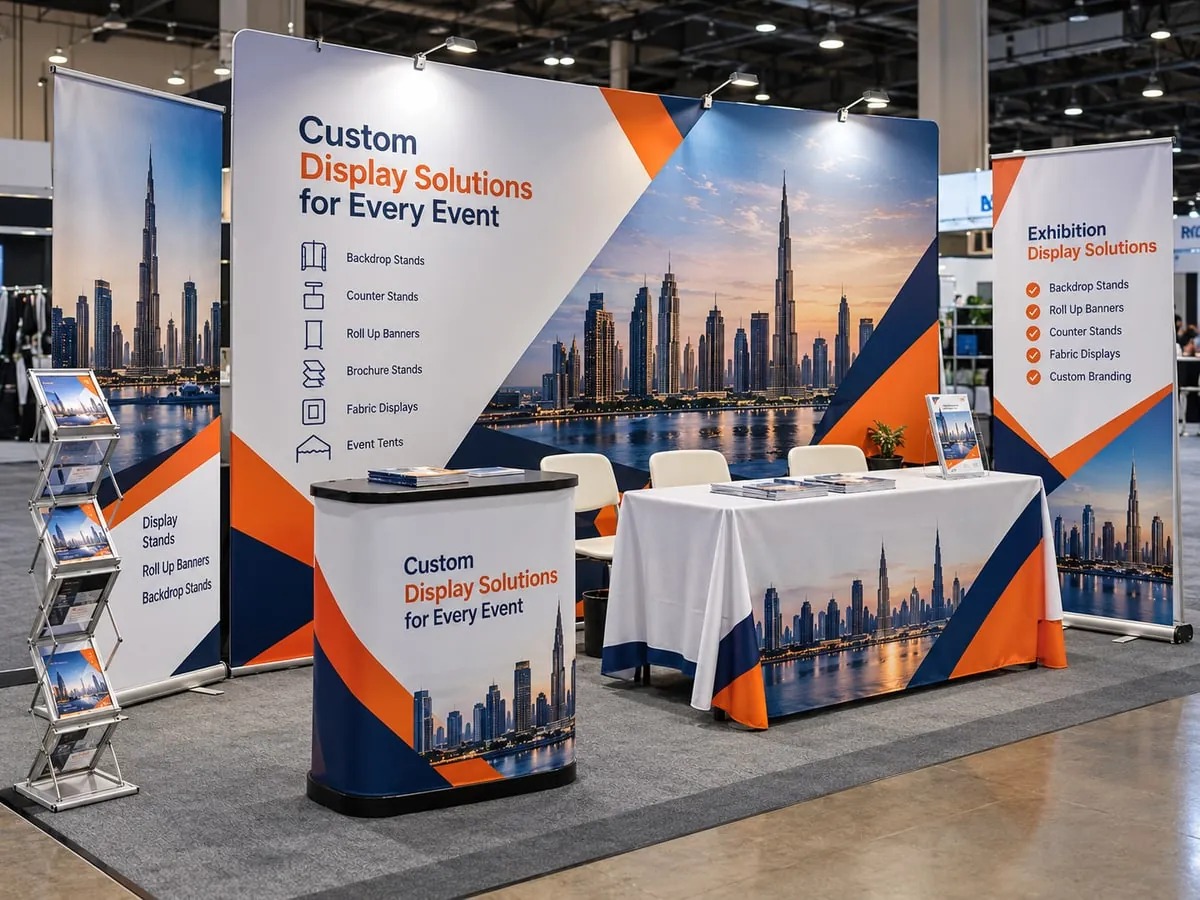 Custom
Display Solutions
for Every Event
Backdrop Stands
Counter Stands
Roll Up Banners
Brochure Stands
Fabric Displays
Event Tents
Display
Stands
Roll Up Banners
Backdrop Stands
Custom
Display Solutions
for Every Event
Exhibition
Display Solutions
Backdrop Stands
Roll Up Banners
Counter Stands
Fabric Displays
Custom Branding